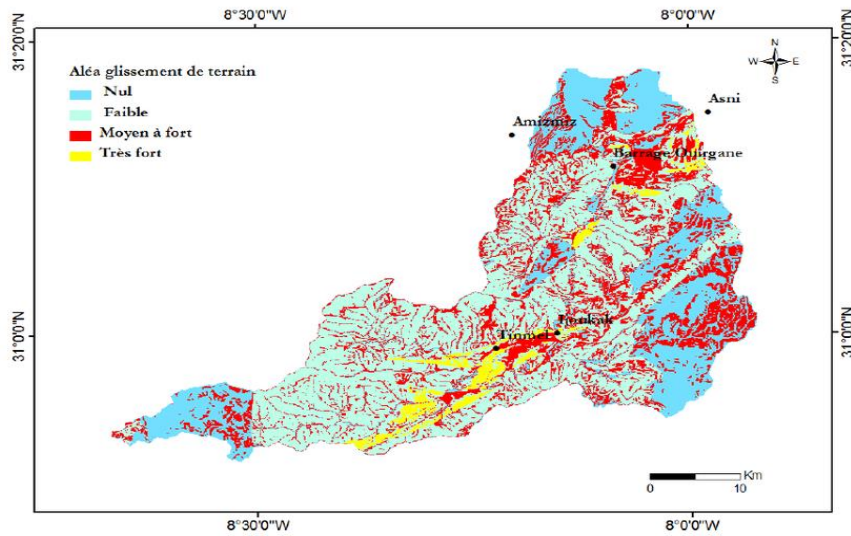 8°30'0"W
8°0'0"W
31°20'0"N
31°20'0"N
N
W
E
S
Aléa glissement de terrain
Nul
Faible
Moyen à fort
Très fort
Asni
Amizmiz
Barrage Ouirgane
31°0'0"N
31°0'0"N
Tinmel
Km
0
10
8°30'0"W
8°0'0"W